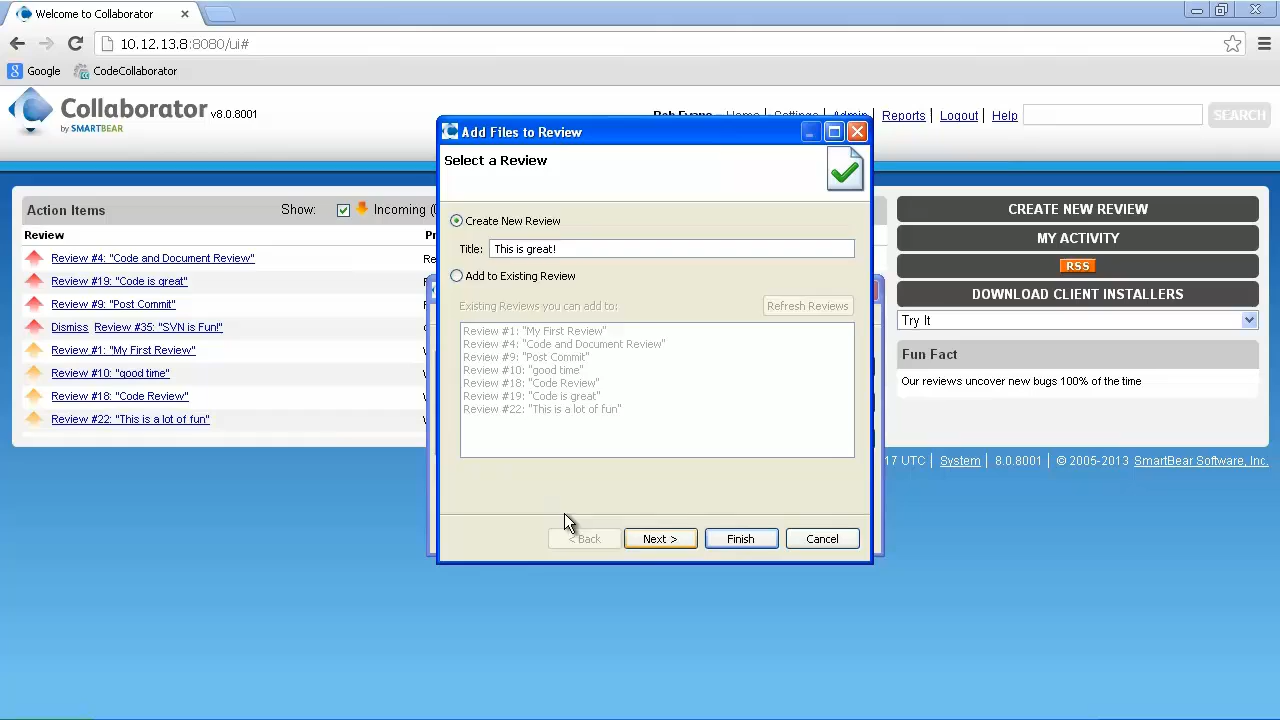 Welcome to Collaborator
10.12.13.8:8080/ui#
Google CodeCollaborator
Collaborator v8.0.8001
by SMARTBEAR
Reports Logout Help SEARCH
Add Files to Review
Select a Review
Create New Review
Title: This is great!
Add to Existing Review
Existing Reviews you can add to: Refresh Reviews
Review #1: "My First Review"
Review #4: "Code and Document Review"
Review #9: "Post Commit"
Review #10: "good time"
Review #18: "Code Review"
Review #19: "Code is great"
Review #22: "This is a lot of fun"
< Back Next > Finish Cancel
Action Items Show: Incoming
Review
Review #4: "Code and Document Review"
Review #19: "Code is great"
Review #9: "Post Commit"
Dismiss Review #35: "SVN is Fun!"
Review #1: "My First Review"
Review #10: "good time"
Review #18: "Code Review"
Review #22: "This is a lot of fun"
CREATE NEW REVIEW
MY ACTIVITY
RSS
DOWNLOAD CLIENT INSTALLERS
Try It
Fun Fact
Our reviews uncover new bugs 100% of the time
17 UTC System 8.0.8001 © 2005-2013 SmartBear Software, Inc.